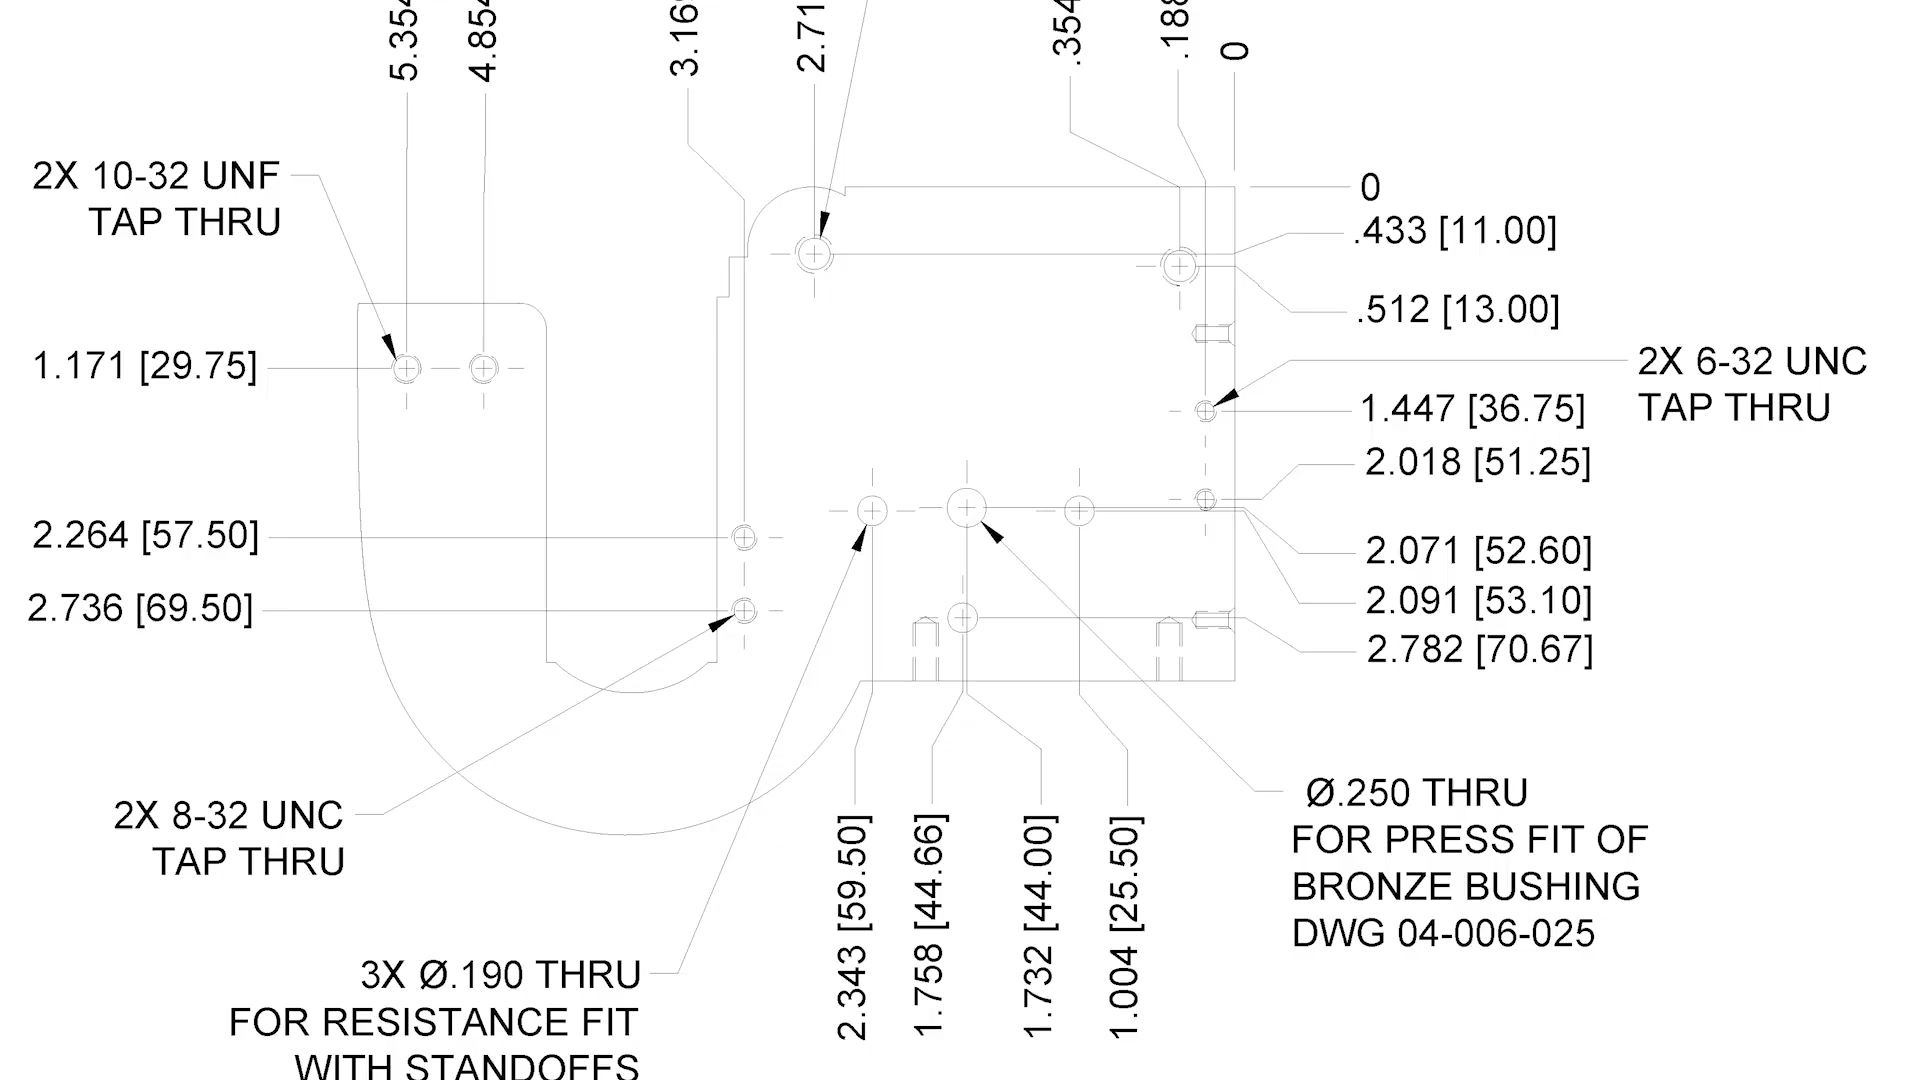 5.354
4.854
3.169
2.71
.354
.188
0
2X 10-32 UNF
TAP THRU
0
.433 [11.00]
.512 [13.00]
1.171 [29.75]
2X 6-32 UNC
TAP THRU
1.447 [36.75]
2.018 [51.25]
2.264 [57.50]
2.071 [52.60]
2.736 [69.50]
2.091 [53.10]
2.782 [70.67]
2X 8-32 UNC
TAP THRU
Ø.250 THRU
FOR PRESS FIT OF
BRONZE BUSHING
DWG 04-006-025
2.343 [59.50]
1.758 [44.66]
1.732 [44.00]
1.004 [25.50]
3X Ø.190 THRU
FOR RESISTANCE FIT
WITH STANDOFFS